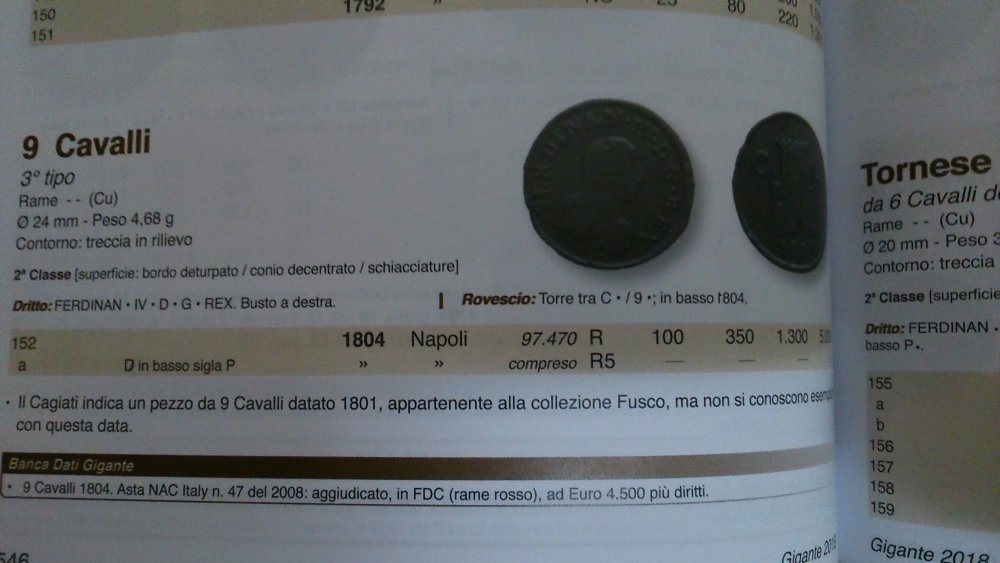 150
1792 » 25 80
151 220
9 Cavalli
3° tipo
Rame - - (Cu)
Ø 24 mm - Peso 4,68 g
Contorno: treccia in rilievo
2ª Classe [superficie: bordo deturpato / conio decentrato / schiacciature]
Dritto: FERDINAN • IV • D • G • REX. Busto a destra.
Rovescio: Torre tra C • / 9 •; in basso 1804.
152 1804 Napoli 97.470 R 100 350 1.300
a D in basso sigla P » » compreso R5 — — —
• Il Cagiati indica un pezzo da 9 Cavalli datato 1801, appartenente alla collezione Fusco, ma non si conoscono
con questa data.
Banca Dati Gigante
• 9 Cavalli 1804. Asta NAC Italy n. 47 del 2008: aggiudicato, in FDC (rame rosso), ad Euro 4.500 più diritti.
546
Gigante 2018
Tornese
da 6 Cavalli
Rame - - (Cu)
Ø 20 mm - Peso
Contorno: treccia
2ª Classe [superficie
Dritto: FERDINAN •
basso P •.
155
a
b
156
157
158
159
Gigante 2018